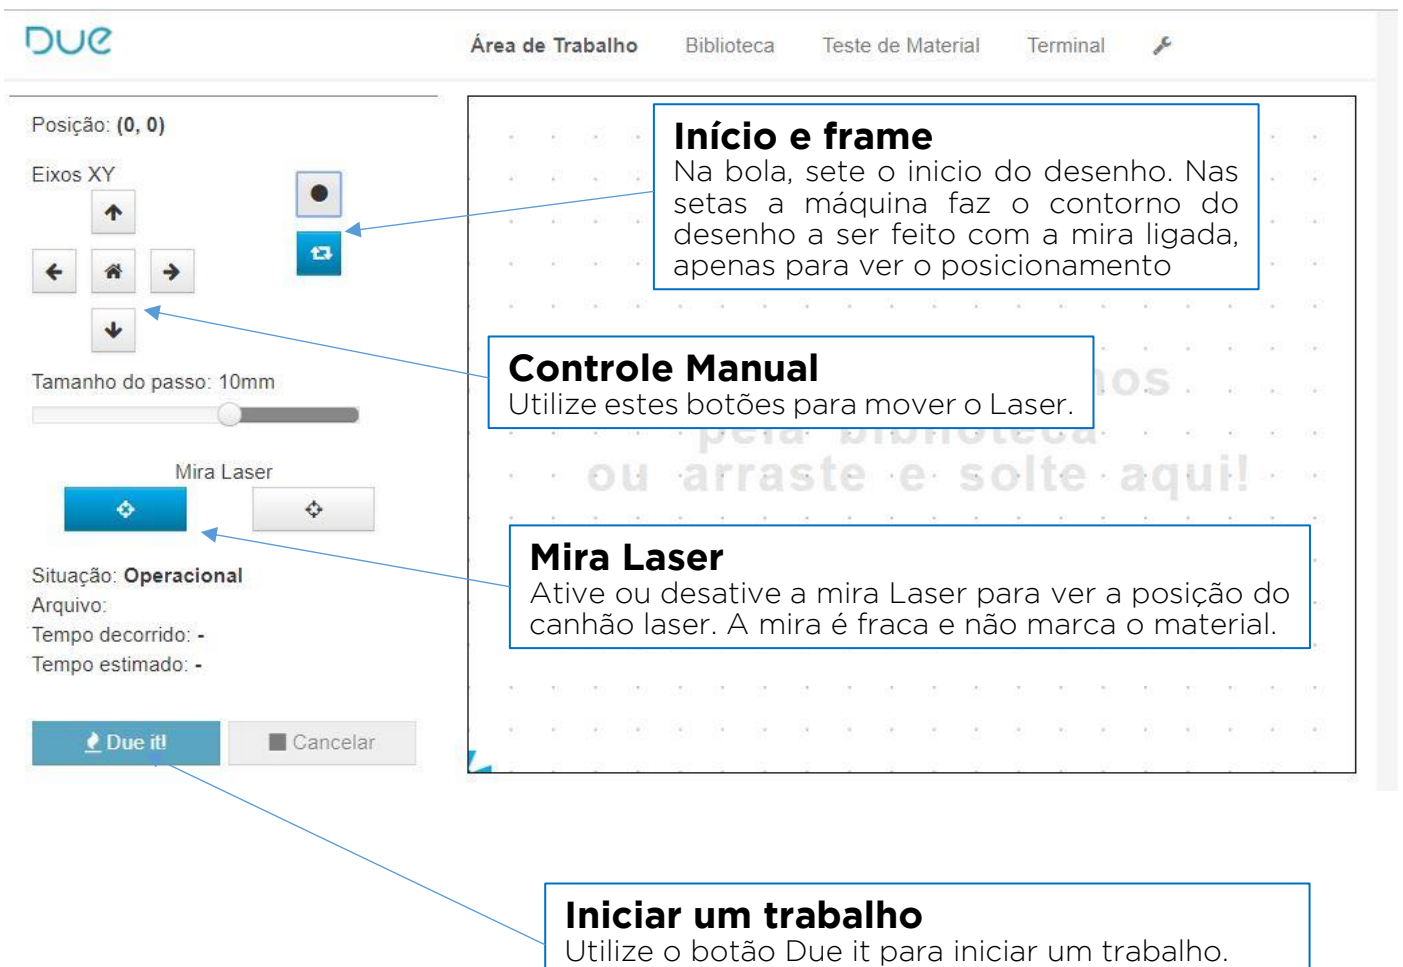 Due
Área de Trabalho Biblioteca Teste de Material Terminal
Posição: (0, 0)
Eixos XY
Início e frame
Na bola, sete o inicio do desenho. Nas
setas a máquina faz o contorno do
desenho a ser feito com a mira ligada,
apenas para ver o posicionamento
Controle Manual
Utilize estes botões para mover o Laser.
Tamanho do passo: 10mm
pela biblioteca
ou arraste e solte aqui!
Mira Laser
Mira Laser
Ative ou desative a mira Laser para ver a posição do
canhão laser. A mira é fraca e não marca o material.
Situação: Operacional
Arquivo:
Tempo decorrido: -
Tempo estimado: -
Due it! Cancelar
Iniciar um trabalho
Utilize o botão Due it para iniciar um trabalho.